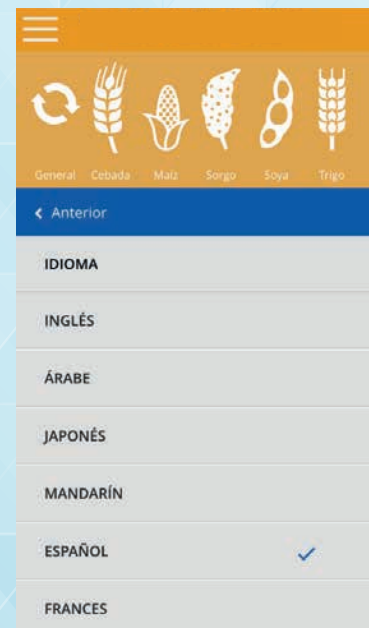 General Cebada Maíz Sorgo Soya Trigo
Anterior
IDIOMA
INGLÉS
ÁRABE
JAPONÉS
MANDARÍN
ESPAÑOL
FRANCES